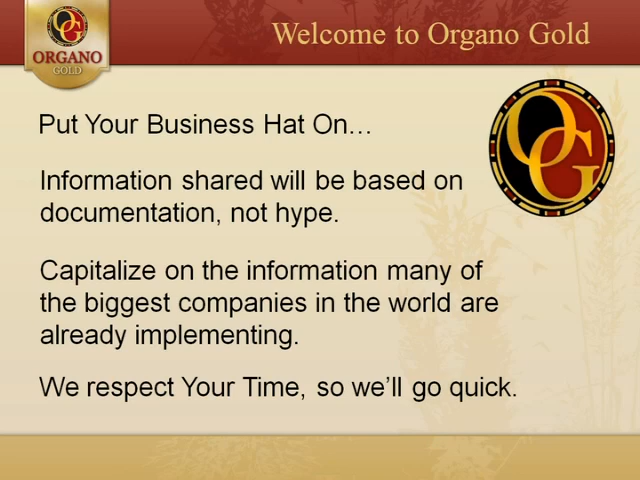 OG
ORGANO
GOLD
Welcome to Organo Gold
Put Your Business Hat On…
OG
Information shared will be based on
documentation, not hype.
Capitalize on the information many of
the biggest companies in the world are
already implementing.
We respect Your Time, so we’ll go quick.